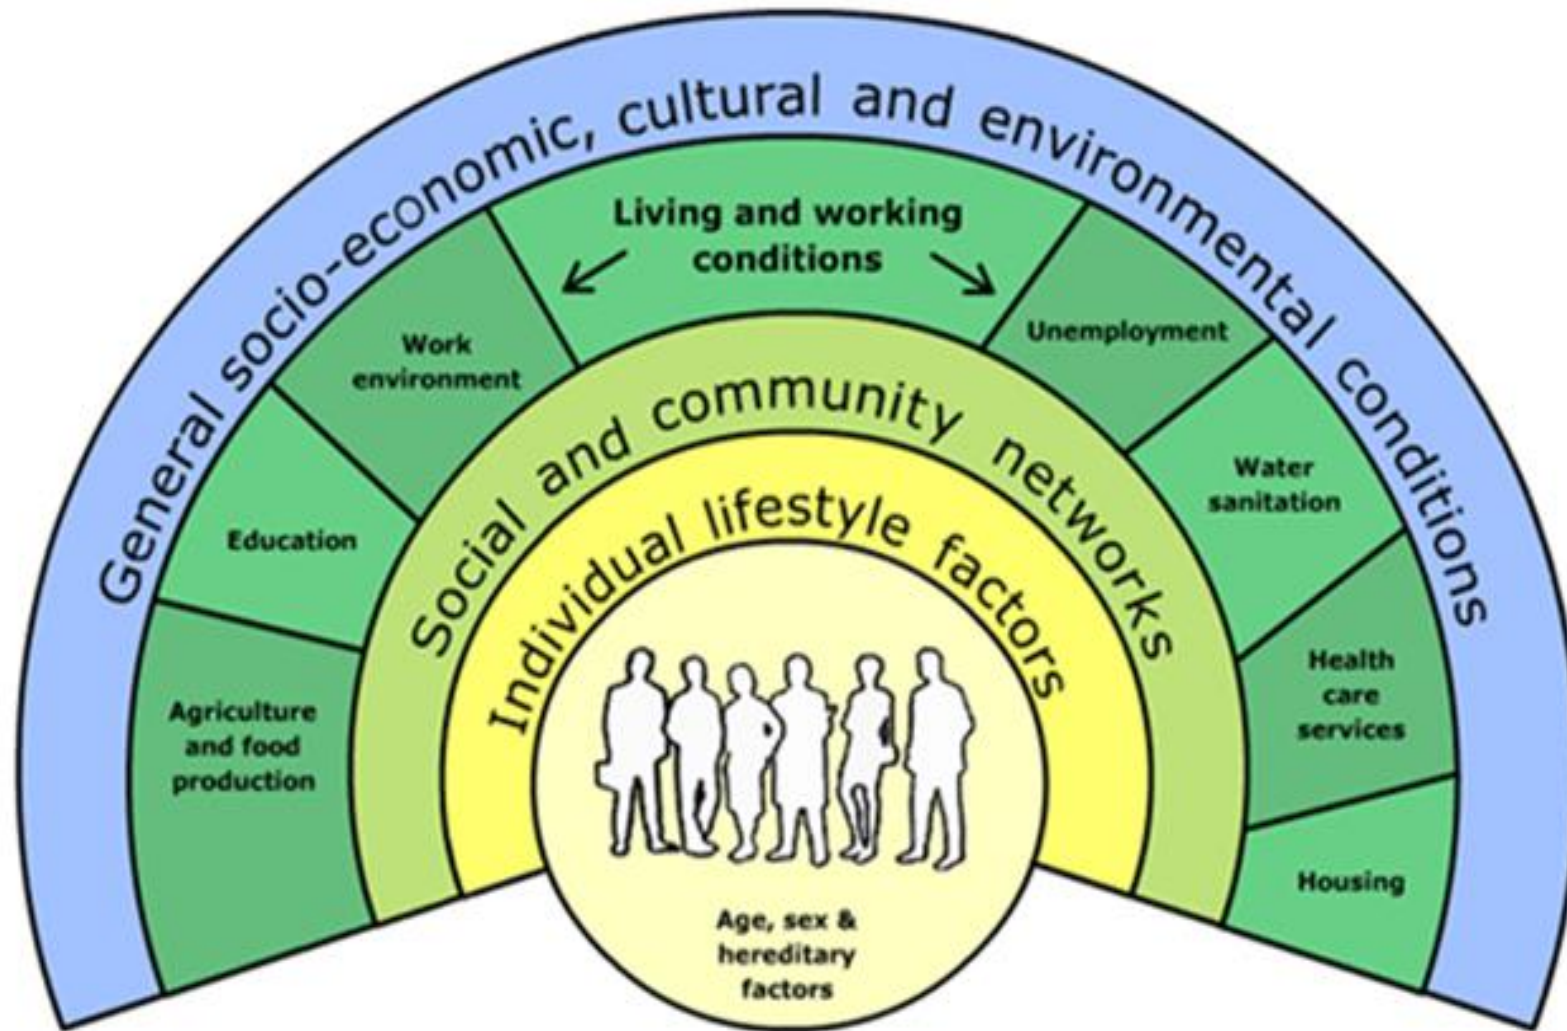 General socio-economic, cultural and environmental conditions
Living and working
conditions
Work
environment
Unemployment
Education
Water
sanitation
Agriculture
and food
production
Health
care
services
Housing
Social and community networks
Individual lifestyle factors
Age, sex &
hereditary
factors